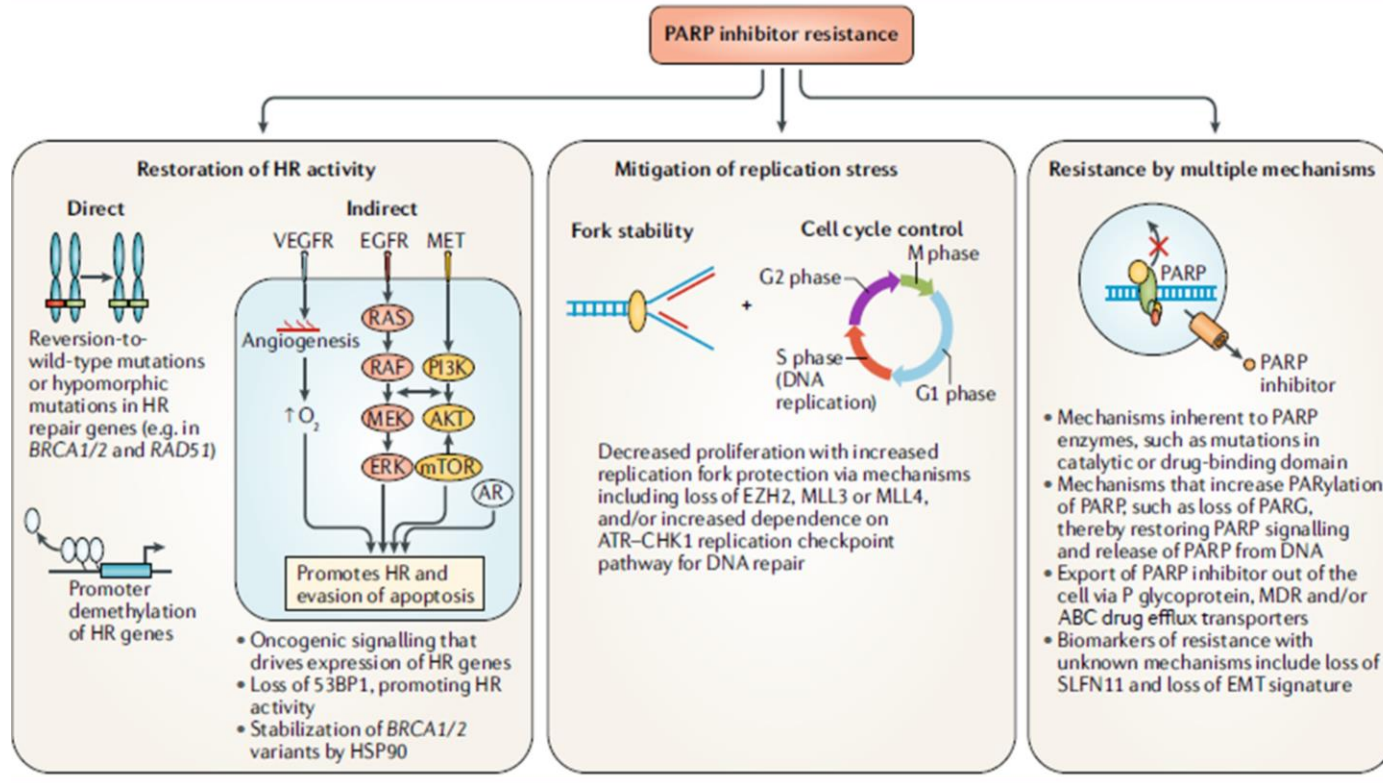 PARP inhibitor resistance
Restoration of HR activity
Direct
Indirect
VEGFR
EGFR
MET
Angiogenesis
↑ O2
RAS
RAF
MEK
ERK
PI3K
AKT
mTOR
AR
Promotes HR and
evasion of apoptosis
Reversion-to-
wild-type mutations
or hypomorphic
mutations in HR
repair genes (e.g. in
BRCA1/2 and RAD51)
Promoter
demethylation
of HR genes
• Oncogenic signalling that
drives expression of HR genes
• Loss of 53BP1, promoting HR
activity
• Stabilization of BRCA1/2
variants by HSP90
Mitigation of replication stress
Fork stability
+
Cell cycle control
M phase
G2 phase
S phase
(DNA
replication)
G1 phase
Decreased proliferation with increased
replication fork protection via mechanisms
including loss of EZH2, MLL3 or MLL4,
and/or increased dependence on
ATR–CHK1 replication checkpoint
pathway for DNA repair
Resistance by multiple mechanisms
PARP
PARP
inhibitor
• Mechanisms inherent to PARP
enzymes, such as mutations in
catalytic or drug-binding domain
• Mechanisms that increase PARylation
of PARP, such as loss of PARG,
thereby restoring PARP signalling
and release of PARP from DNA
• Export of PARP inhibitor out of the
cell via P glycoprotein, MDR and/or
ABC drug efflux transporters
• Biomarkers of resistance with
unknown mechanisms include loss of
SLFN11 and loss of EMT signature